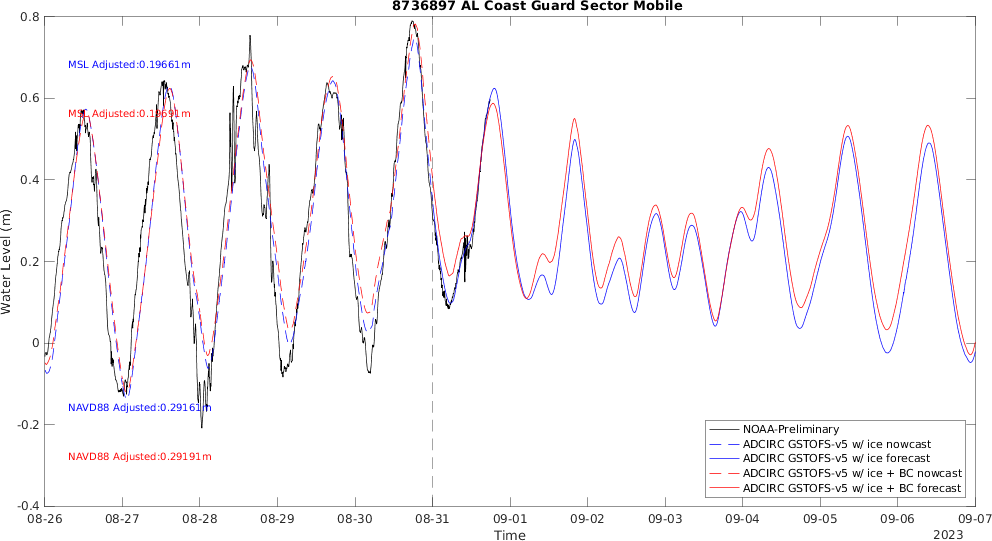 8736897 AL Coast Guard Sector Mobile
0.8
0.6
0.4
0.2
0
-0.2
-0.4
Water Level (m)
MSL Adjusted:0.19661m
MSL Adjusted:0.19691m
NAVD88 Adjusted:0.29161m
NAVD88 Adjusted:0.29191m
NOAA-Preliminary
ADCIRC GSTOFS-v5 w/ ice nowcast
ADCIRC GSTOFS-v5 w/ ice forecast
ADCIRC GSTOFS-v5 w/ ice + BC nowcast
ADCIRC GSTOFS-v5 w/ ice + BC forecast
08-26 08-27 08-28 08-29 08-30 08-31 09-01 09-02 09-03 09-04 09-05 09-06 09-07
Time
2023